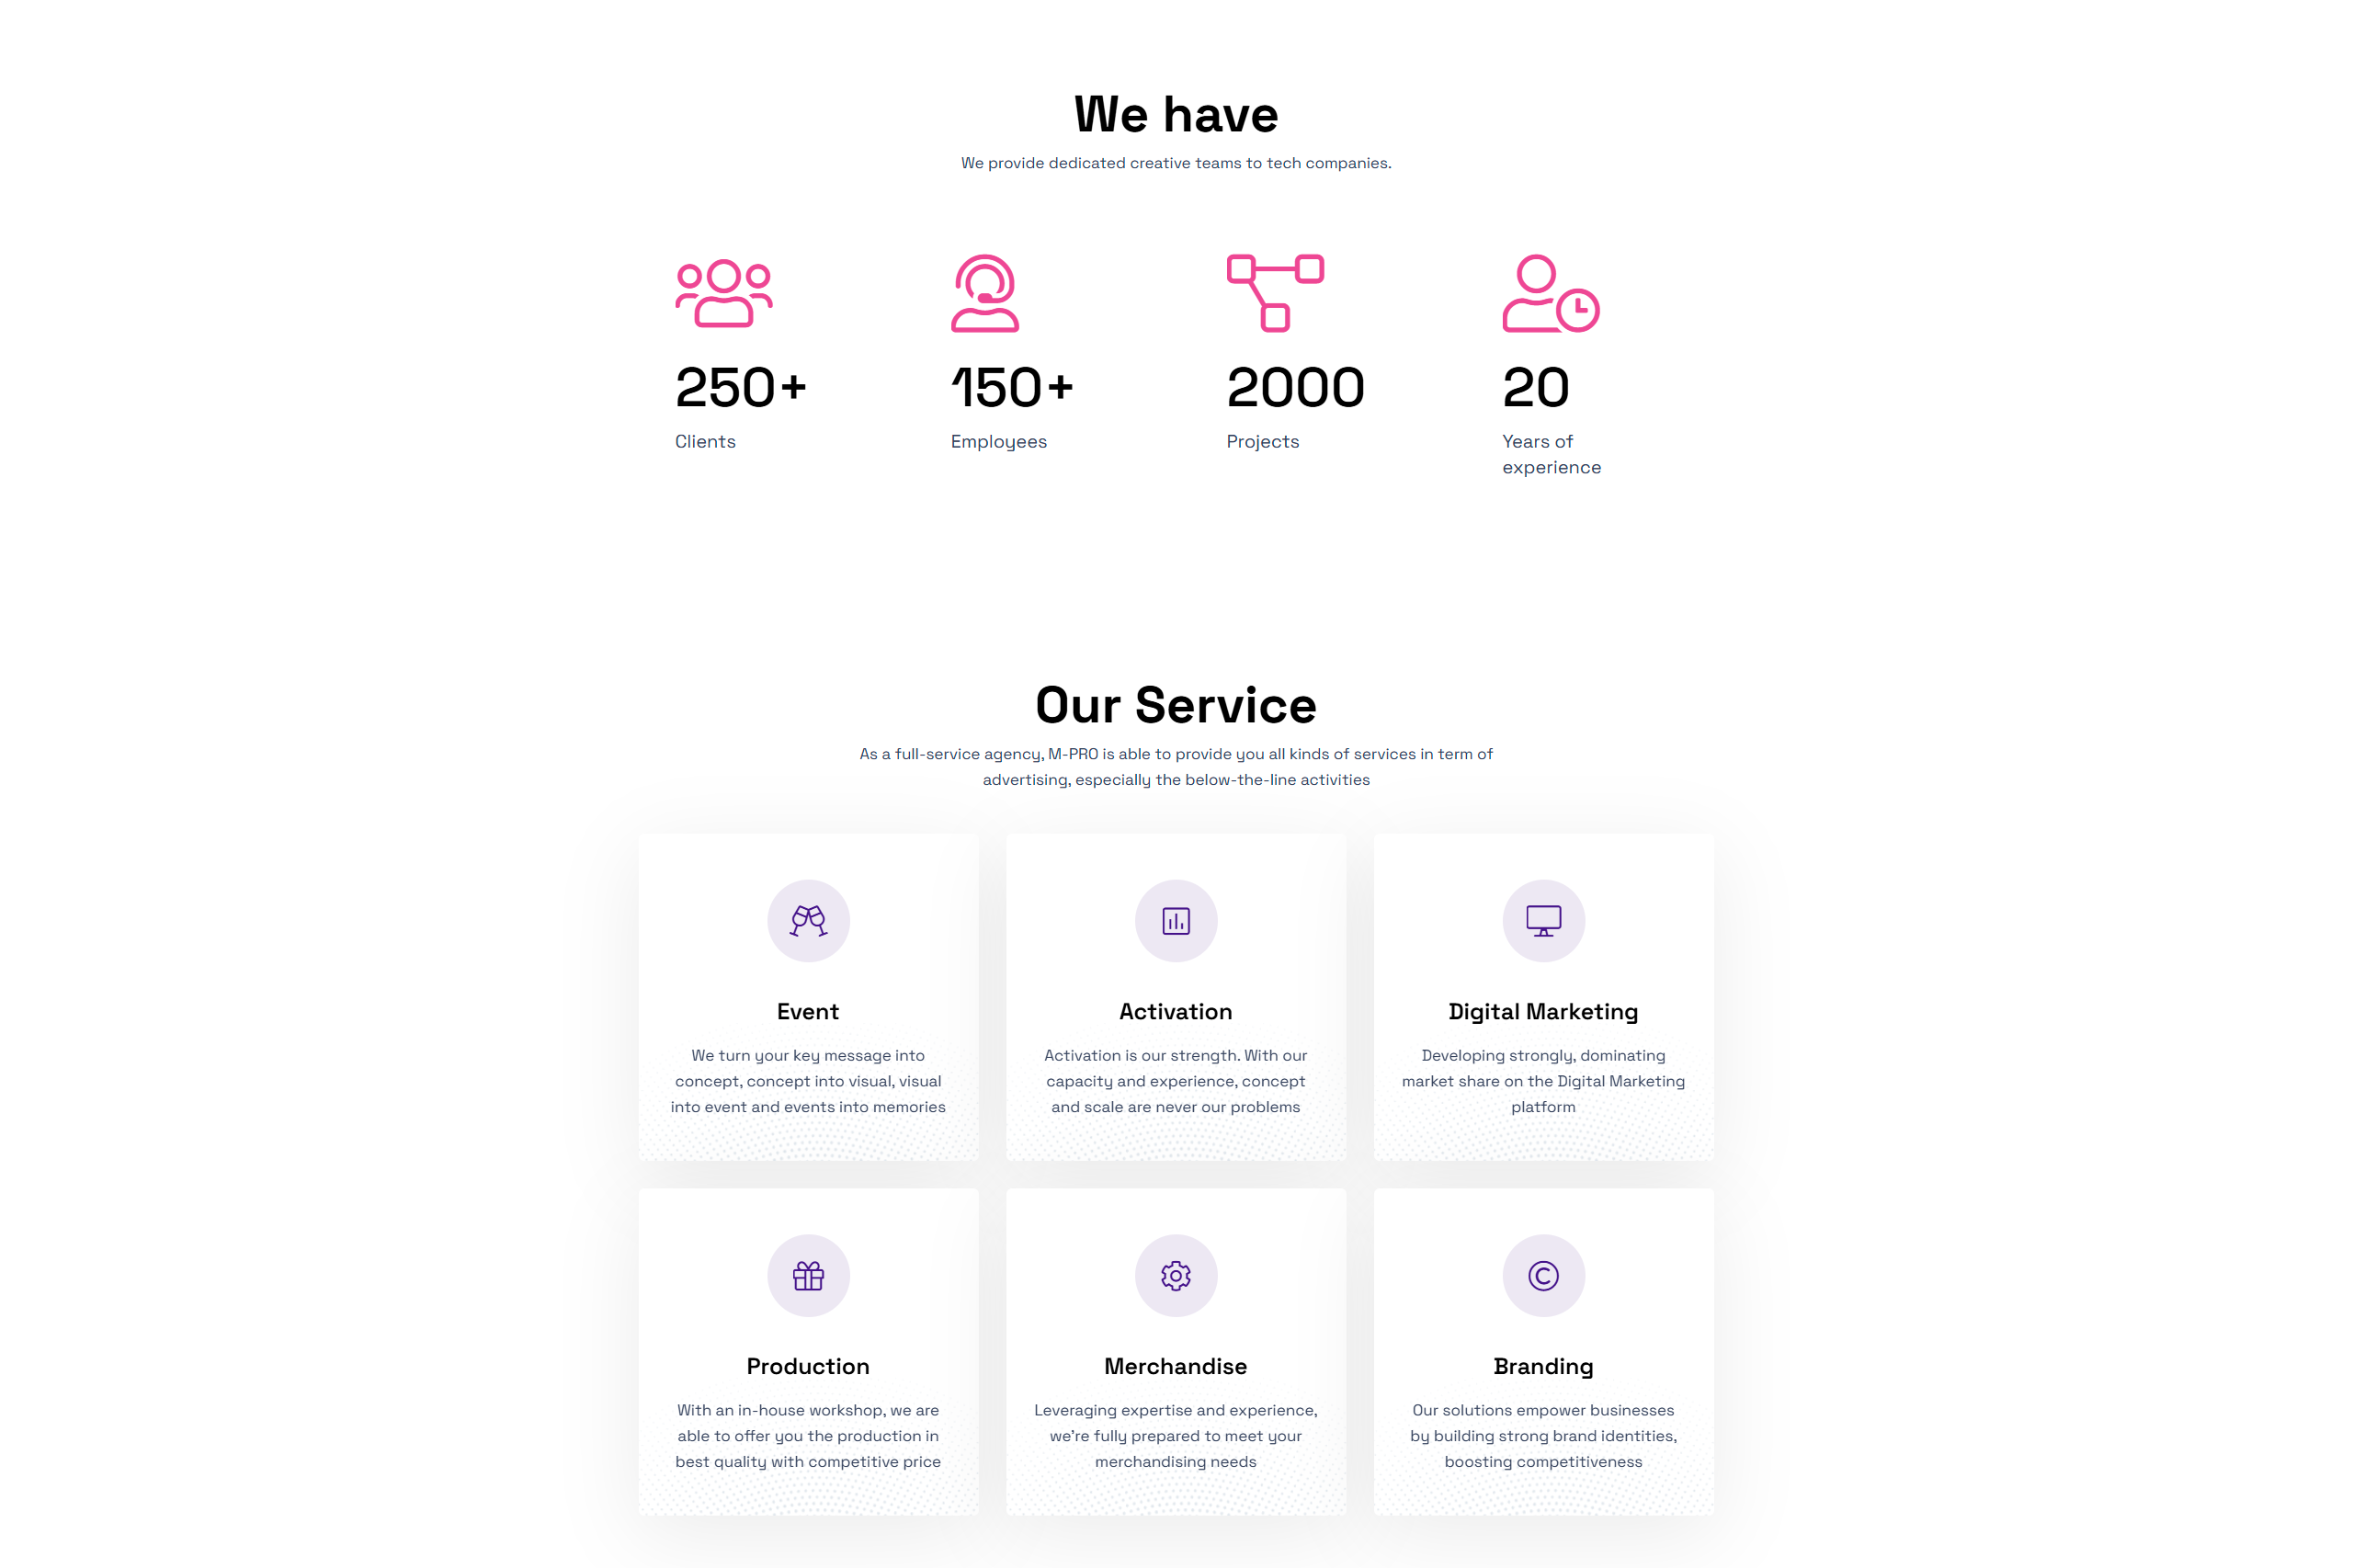 We have
We provide dedicated creative teams to tech companies.
250+
Clients
150+
Employees
2000
Projects
20
Years of
experience
Our Service
As a full-service agency, M-PRO is able to provide you all kinds of services in term of
advertising, especially the below-the-line activities
Event
We turn your key message into
concept, concept into visual, visual
into event and events into memories
Activation
Activation is our strength. With our
capacity and experience, concept
and scale are never our problems
Digital Marketing
Developing strongly, dominating
market share on the Digital Marketing
platform
Production
With an in-house workshop, we are
able to offer you the production in
best quality with competitive price
Merchandise
Leveraging expertise and experience,
we're fully prepared to meet your
merchandising needs
Branding
Our solutions empower businesses
by building strong brand identities,
boosting competitiveness